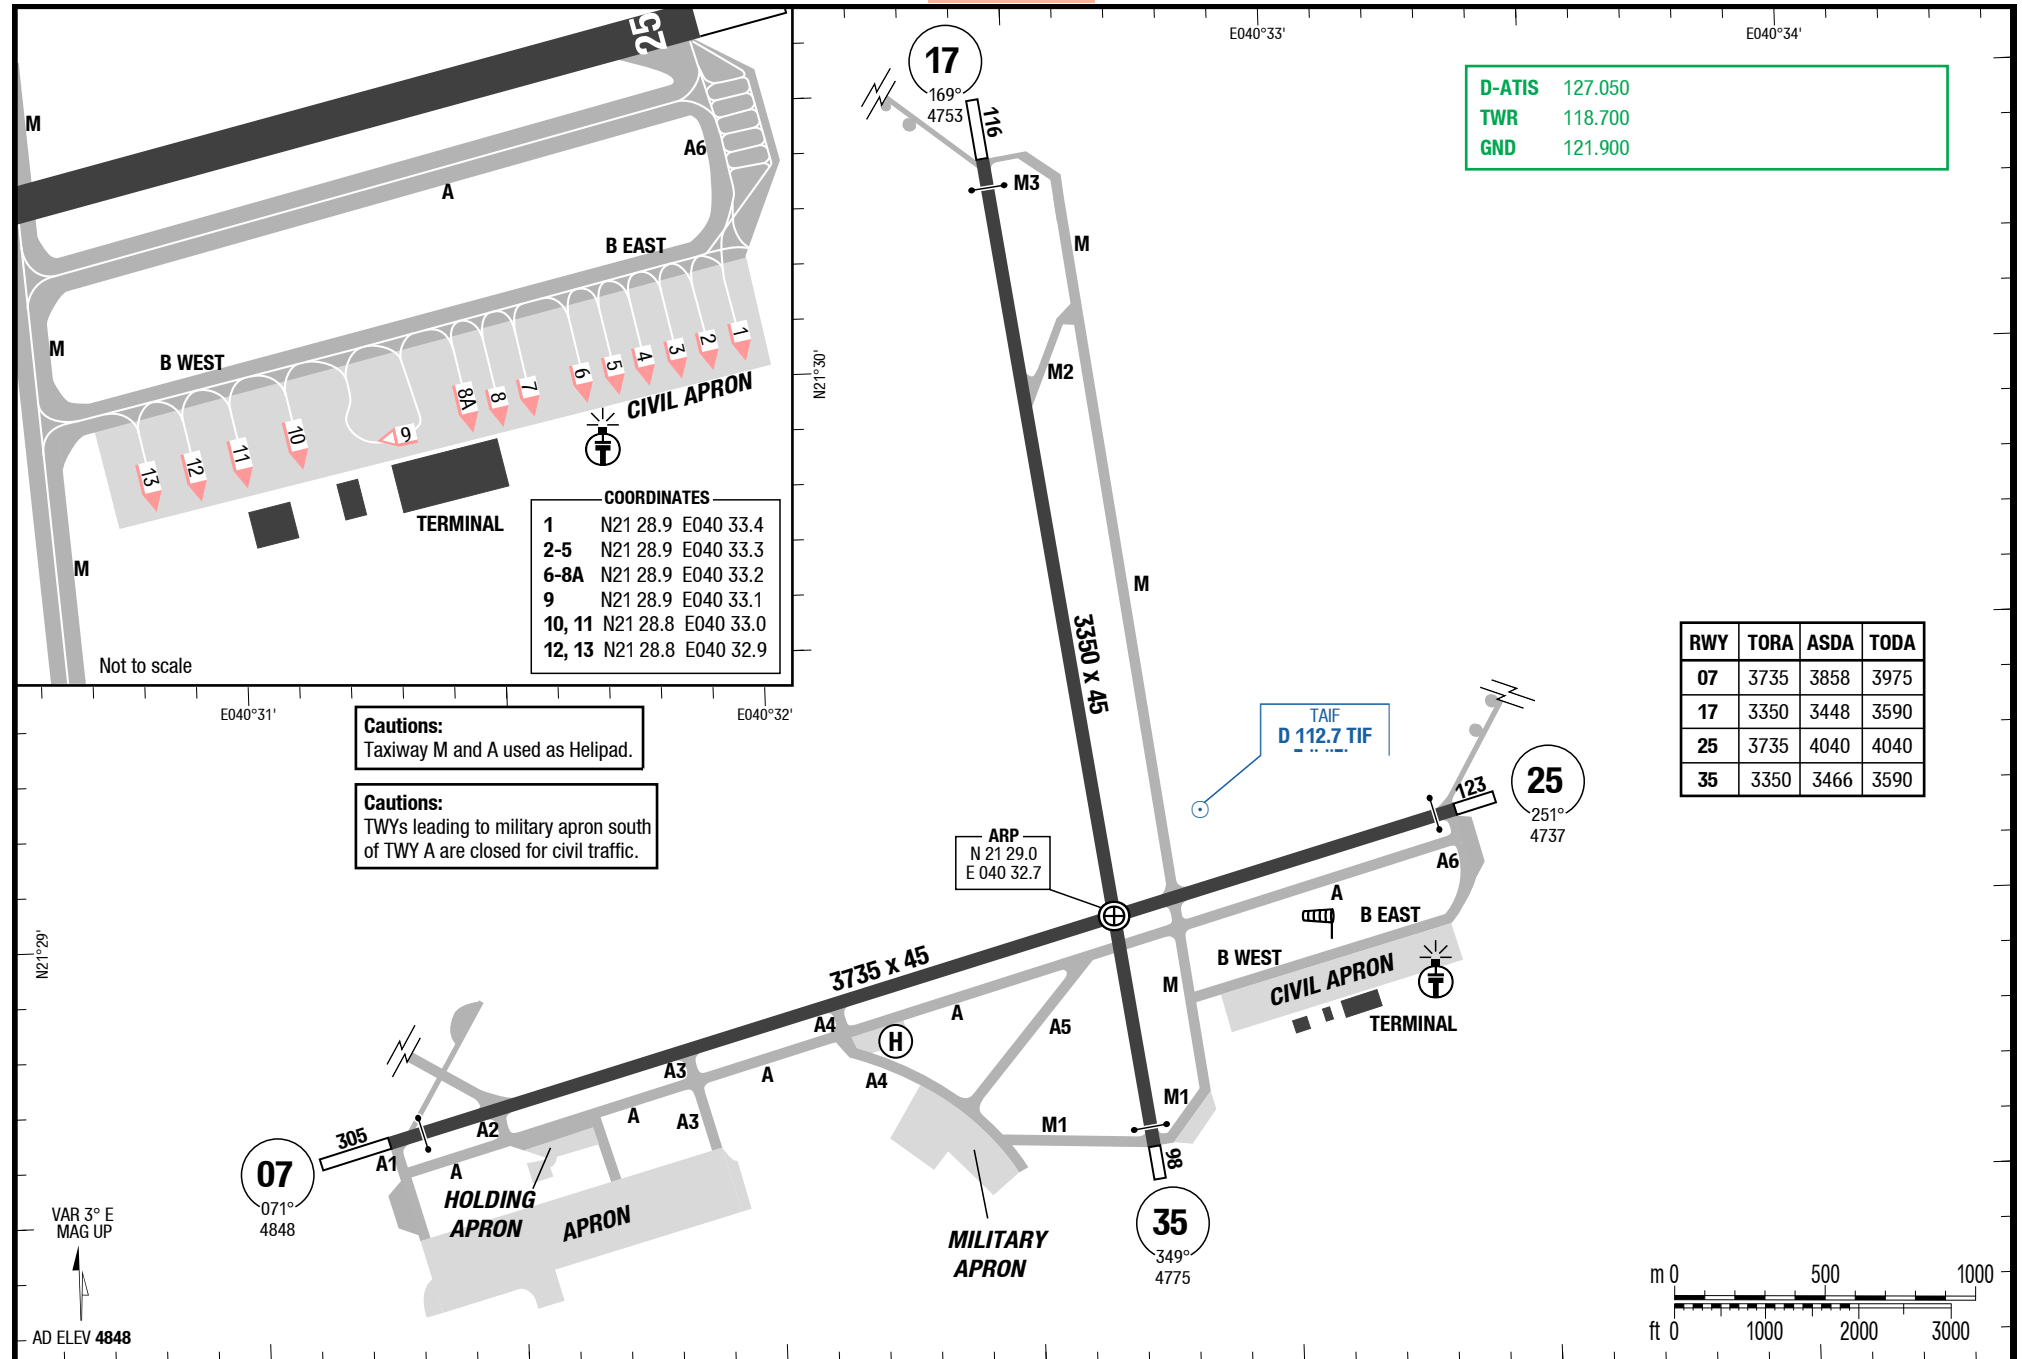 25
M
A6
A
B EAST
M
B WEST
1
2
3
4
5
6
7
8
8A
9
10
11
12
13
CIVIL APRON
TERMINAL
M
COORDINATES
1 N21 28.9 E040 33.4
2-5 N21 28.9 E040 33.3
6-8A N21 28.9 E040 33.2
9 N21 28.9 E040 33.1
10, 11 N21 28.8 E040 33.0
12, 13 N21 28.8 E040 32.9
Not to scale
E040°31'
E040°32'
E040°33'
E040°34'
N21°30'
N21°29'
17
169°
4753
116
M3
M
M2
M
3350 x 45
D-ATIS 127.050
TWR 118.700
GND 121.900
RWY TORA ASDA TODA
07 3735 3858 3975
17 3350 3448 3590
25 3735 4040 4040
35 3350 3466 3590
Cautions:
Taxiway M and A used as Helipad.
Cautions:
TWYs leading to military apron south
of TWY A are closed for civil traffic.
TAIF
D 112.7 TIF
123
25
251°
4737
ARP
N 21 29.0
E 040 32.7
A6
A
B EAST
B WEST
CIVIL APRON
TERMINAL
3735 x 45
M
A
A5
A4
H
A4
A3
A
A
A3
A2
A
A1
305
07
071°
4848
HOLDING
APRON
APRON
M1
M1
MILITARY
APRON
98
35
349°
4775
VAR 3° E
MAG UP
AD ELEV 4848
m 0 500 1000
ft 0 1000 2000 3000